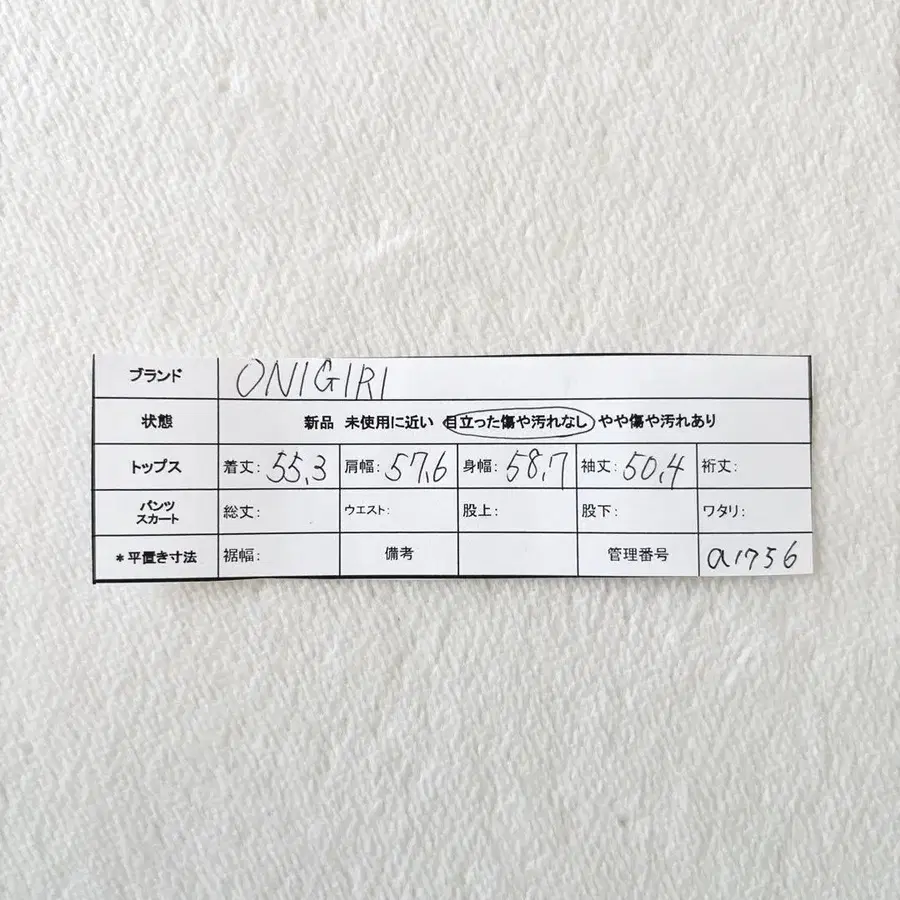 ブランド ONIGIRI
状態 新品 未使用に近い 目立った傷や汚れなし やや傷や汚れあり
トップス 着丈: 55,3 肩幅: 57,6 身幅: 58,7 袖丈: 50,4 裄丈:
パンツ スカート 総丈: ウエスト: 股上: 股下: ワタリ:
*平置き寸法 裾幅: 備考 管理番号 a1756